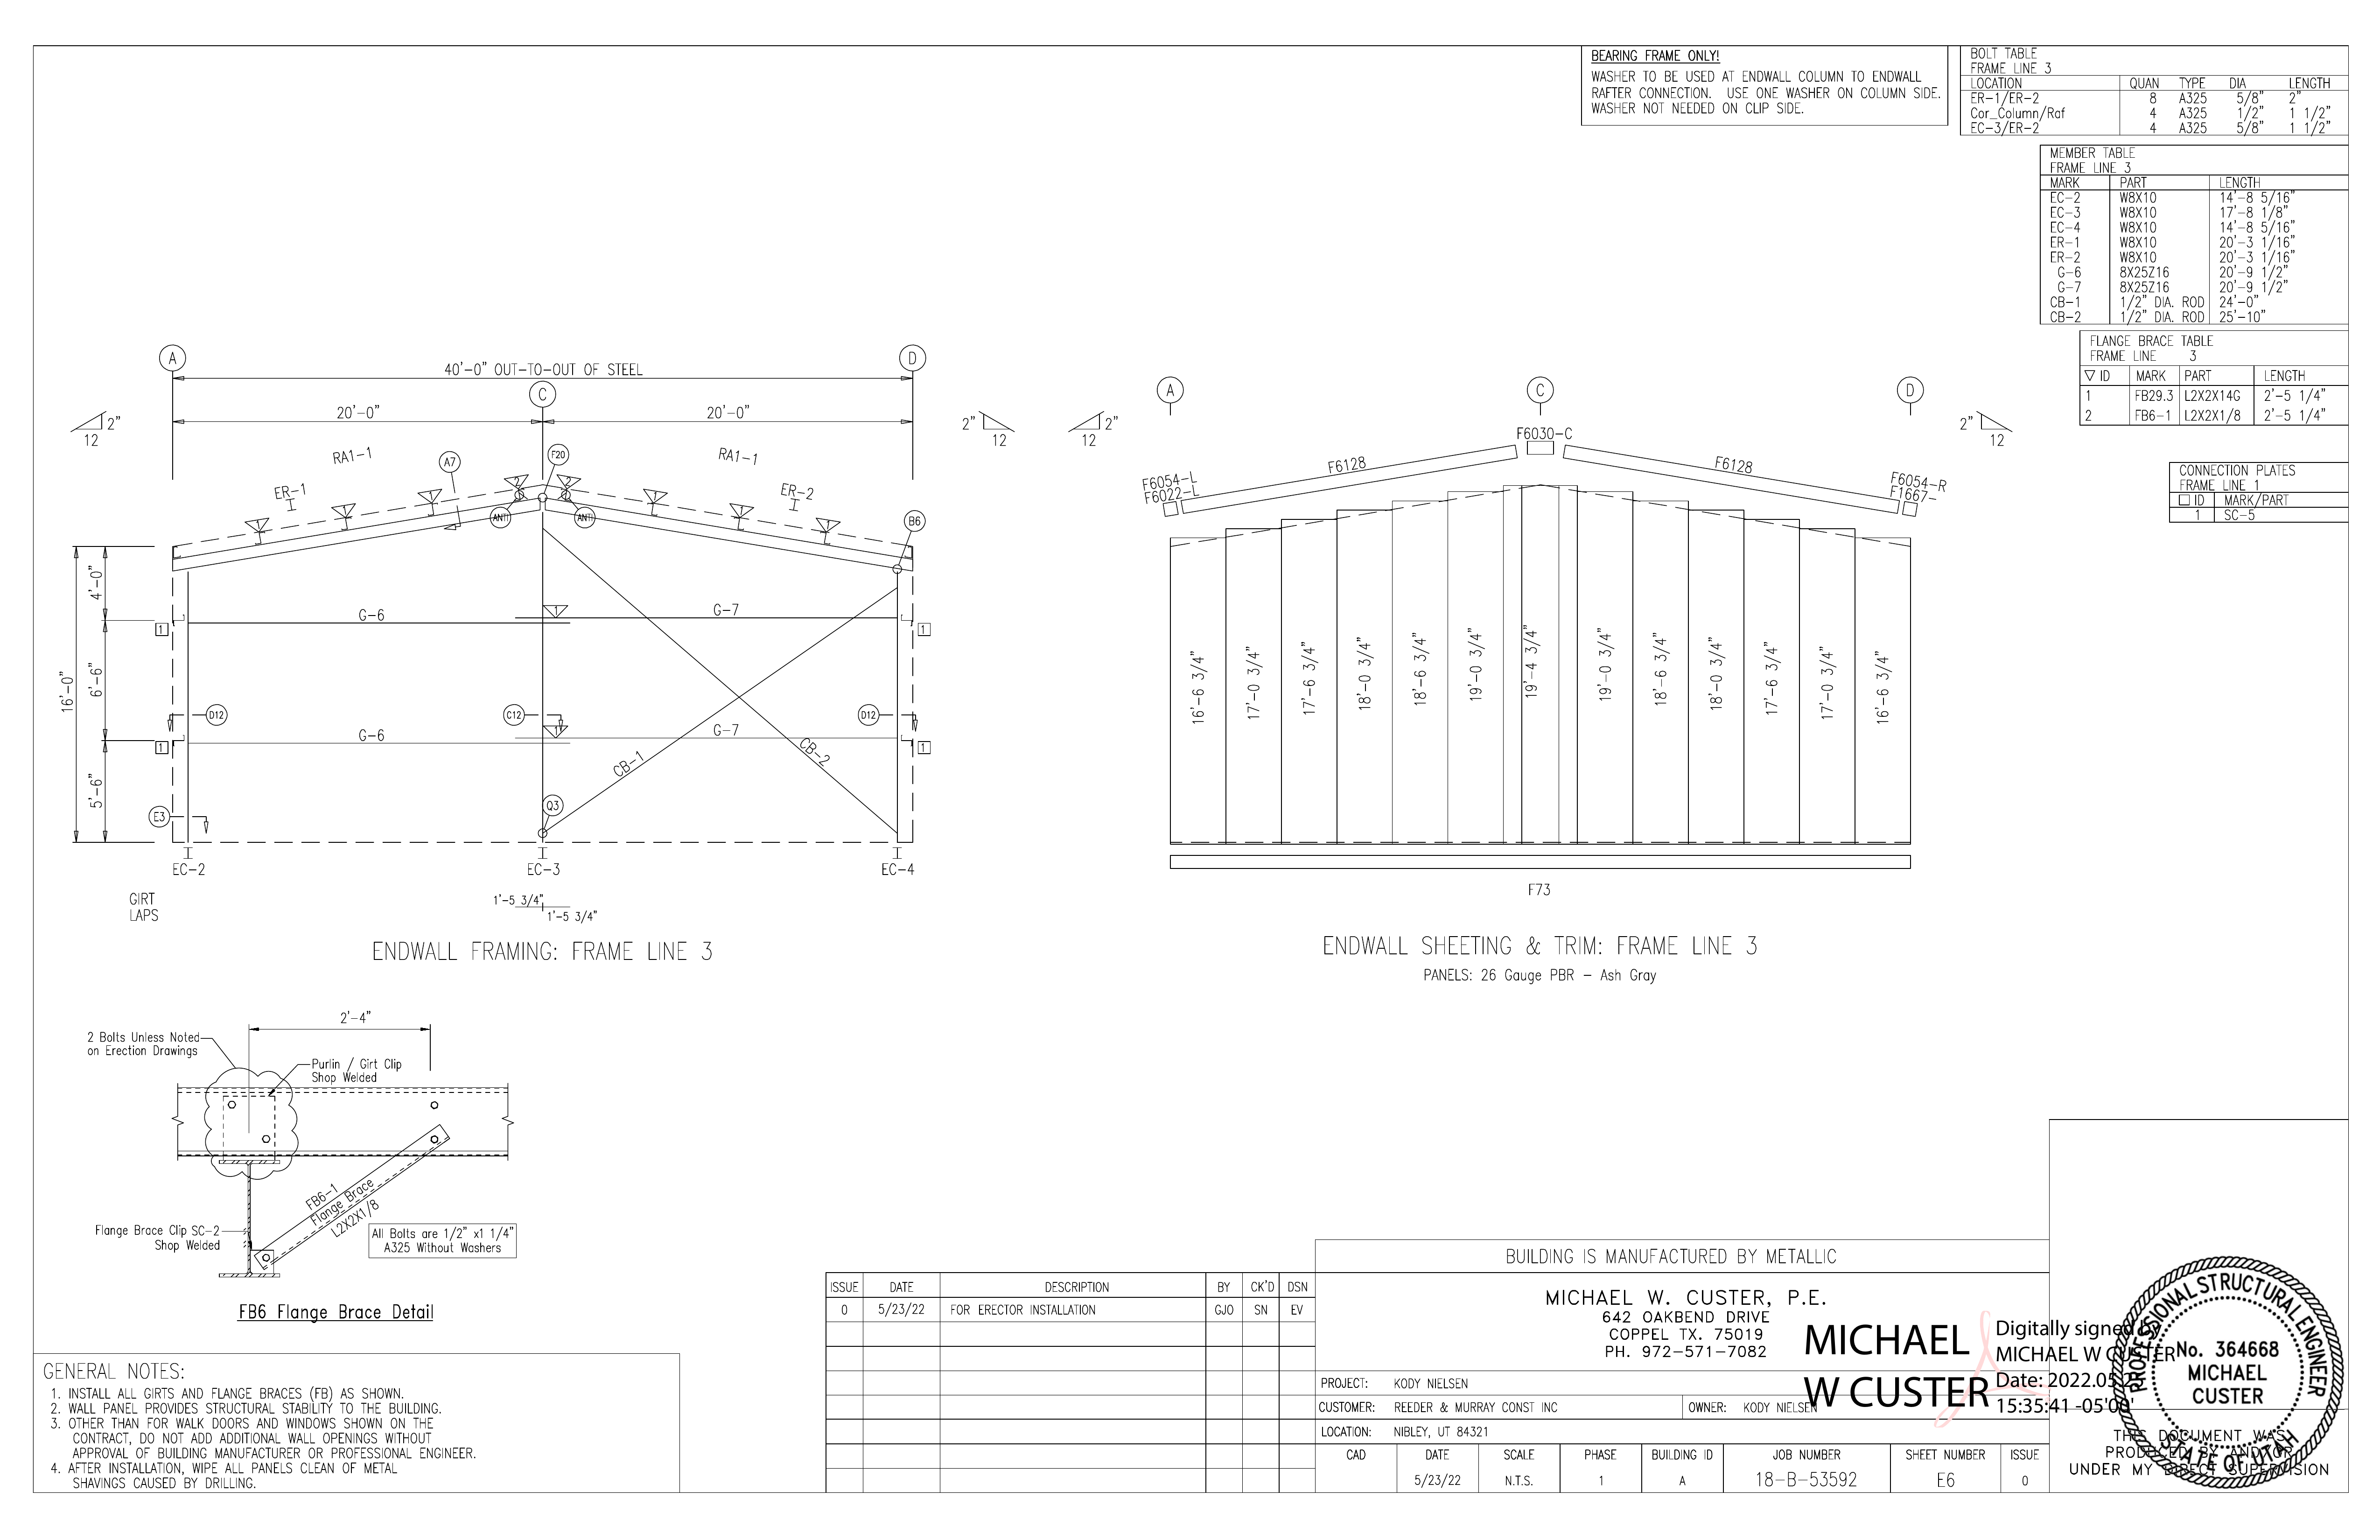 BEARING FRAME ONLY!
WASHER TO BE USED AT ENDWALL COLUMN TO ENDWALL
RAFTER CONNECTION. USE ONE WASHER ON COLUMN SIDE.
WASHER NOT NEEDED ON CLIP SIDE.
BOLT TABLE
FRAME LINE 3
LOCATION QUAN TYPE DIA LENGTH
ER-1/ER-2 8 A325 5/8" 2"
Cor_Column/Raf 4 A325 1/2" 1 1/2"
EC-3/ER-2 4 A325 5/8" 1 1/2"
MEMBER TABLE
FRAME LINE 3
MARK PART LENGTH
EC-2 W8X10 14'-8 5/16"
EC-3 W8X10 17'-8 1/8"
EC-4 W8X10 14'-8 5/16"
ER-1 W8X10 20'-3 1/16"
ER-2 W8X10 20'-3 1/16"
G-6 8X25Z16 20'-9 1/2"
G-7 8X25Z16 20'-9 1/2"
CB-1 1/2" DIA. ROD 24'-0"
CB-2 1/2" DIA. ROD 25'-10"
FLANGE BRACE TABLE
FRAME LINE 3
▽ ID MARK PART LENGTH
1 FB29.3 L2X2X14G 2'-5 1/4"
2 FB6-1 L2X2X1/8 2'-5 1/4"
CONNECTION PLATES
FRAME LINE 1
□ ID MARK/PART
1 SC-5
A D
40'-0" OUT-TO-OUT OF STEEL
C
20'-0" 20'-0"
2"
12
2"
12
RA1-1 RA1-1
A7 F20
ER-1 ER-2
1 1 1 2 2 1 1 1
ANTI ANTI
B6
16'-0"
4'-0"
6'-6"
5'-6"
G-6 1 G-7
1 1
D12 C12 D12
G-6 1 G-7
1 1
CB-1 CB-2
E3 Q3
EC-2 EC-3 EC-4
GIRT
LAPS
1'-5 3/4"
1'-5 3/4"
ENDWALL FRAMING: FRAME LINE 3
A C D
2"
12
2"
12
F6030-C
F6128 F6128
F6054-L
F6022-L
F6054-R
F1667-
16'-6 3/4"
17'-0 3/4"
17'-6 3/4"
18'-0 3/4"
18'-6 3/4"
19'-0 3/4"
19'-4 3/4"
19'-0 3/4"
18'-6 3/4"
18'-0 3/4"
17'-6 3/4"
17'-0 3/4"
16'-6 3/4"
F73
ENDWALL SHEETING & TRIM: FRAME LINE 3
PANELS: 26 Gauge PBR - Ash Gray
2'-4"
2 Bolts Unless Noted
on Erection Drawings
Purlin / Girt Clip
Shop Welded
FB6-1
Flange Brace
L2X2X1/8
Flange Brace Clip SC-2
Shop Welded
All Bolts are 1/2" x1 1/4"
A325 Without Washers
FB6 Flange Brace Detail
GENERAL NOTES:
1. INSTALL ALL GIRTS AND FLANGE BRACES (FB) AS SHOWN.
2. WALL PANEL PROVIDES STRUCTURAL STABILITY TO THE BUILDING.
3. OTHER THAN FOR WALK DOORS AND WINDOWS SHOWN ON THE
CONTRACT, DO NOT ADD ADDITIONAL WALL OPENINGS WITHOUT
APPROVAL OF BUILDING MANUFACTURER OR PROFESSIONAL ENGINEER.
4. AFTER INSTALLATION, WIPE ALL PANELS CLEAN OF METAL
SHAVINGS CAUSED BY DRILLING.
ISSUE DATE DESCRIPTION BY CK'D DSN
0 5/23/22 FOR ERECTOR INSTALLATION GJO SN EV
BUILDING IS MANUFACTURED BY METALLIC
MICHAEL W. CUSTER, P.E.
642 OAKBEND DRIVE
COPPEL TX. 75019
PH. 972-571-7082
PROJECT: KODY NIELSEN
CUSTOMER: REEDER & MURRAY CONST INC OWNER: KODY NIELSEN
LOCATION: NIBLEY, UT 84321
CAD DATE SCALE PHASE BUILDING ID JOB NUMBER SHEET NUMBER ISSUE
5/23/22 N.T.S. 1 A 18-B-53592 E6 0
MICHAEL
W CUSTER
Digitally signed by
MICHAEL W CUSTER
Date: 2022.05
15:35:41 -05'00'
PROFESSIONAL STRUCTURAL ENGINEER
No. 364668
MICHAEL
CUSTER
STATE OF UTAH
THIS DOCUMENT WAS
PRODUCED BY AND/OR
UNDER MY DIRECT SUPERVISION